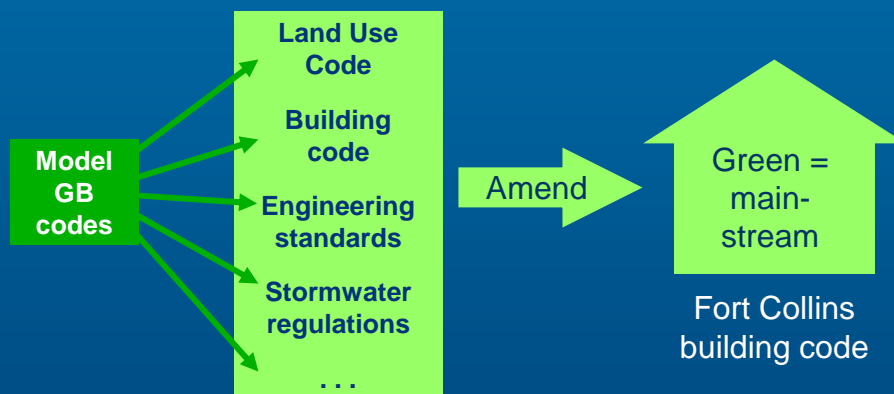 Model
GB
codes
Land Use
Code
Building
code
Engineering
standards
Stormwater
regulations
. . .
Amend
Green =
main-
stream
Fort Collins
building code